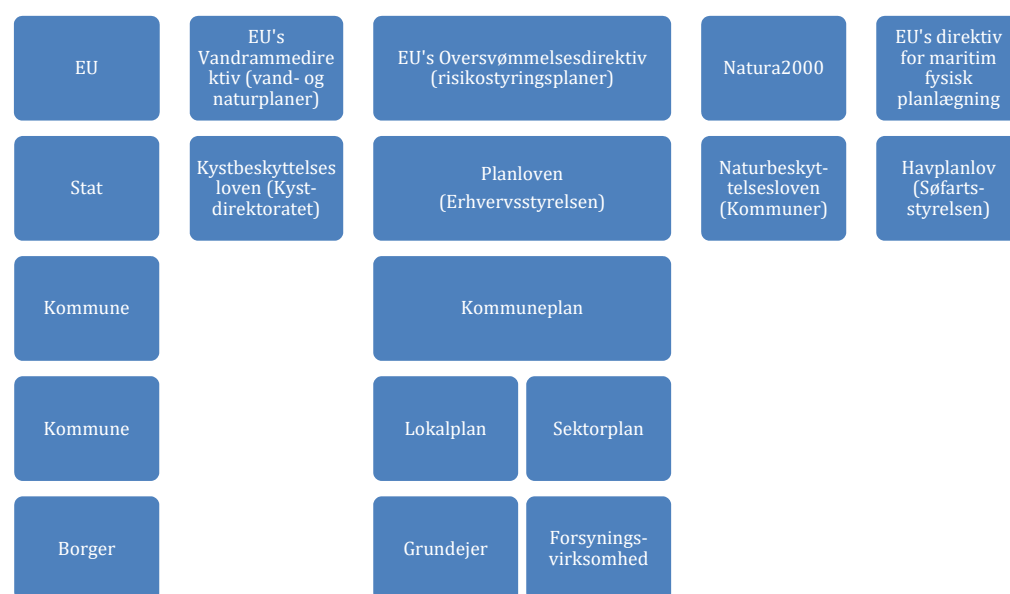 EU
EU's
Vandrammedire
ktiv (vand- og
naturplaner)
EU's Oversvømmelsesdirektiv
(risikostyringsplaner)
Natura2000
EU's direktiv
for maritim
fysisk
planlægning
Stat
Kystbeskyttelses
loven (Kyst-
direktoratet)
Planloven
(Erhvervsstyrelsen)
Naturbeskyt-
telsesloven
(Kommuner)
Havplanlov
(Søfarts-
styrelsen)
Kommune
Kommuneplan
Kommune
Lokalplan
Sektorplan
Borger
Grundejer
Forsynings-
virksomhed